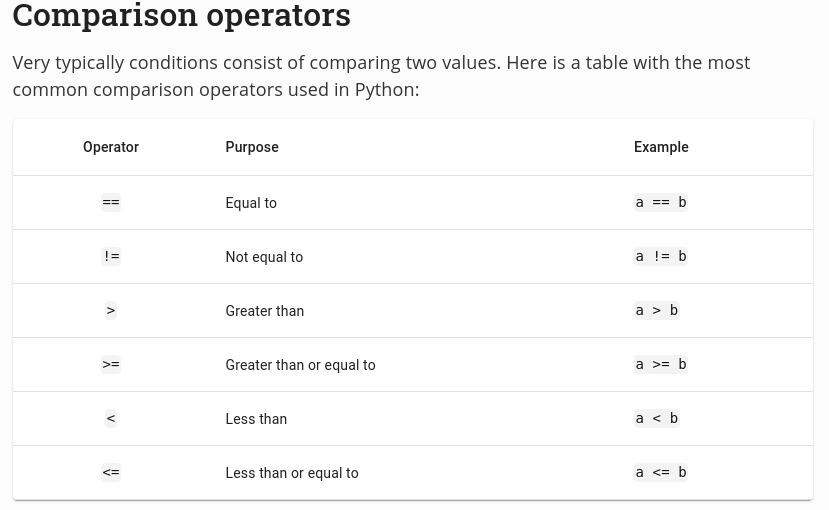 Comparison operators
Very typically conditions consist of comparing two values. Here is a table with the most
common comparison operators used in Python:
Operator Purpose Example
== Equal to a == b
!= Not equal to a != b
> Greater than a > b
>= Greater than or equal to a >= b
< Less than a < b
<= Less than or equal to a <= b